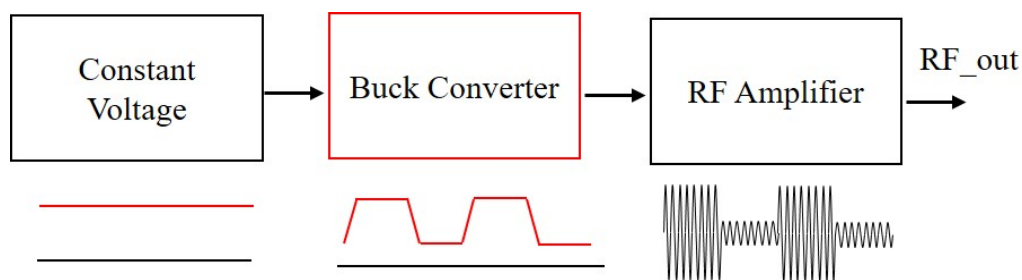 Constant
Voltage
Buck Converter
RF Amplifier
RF_out